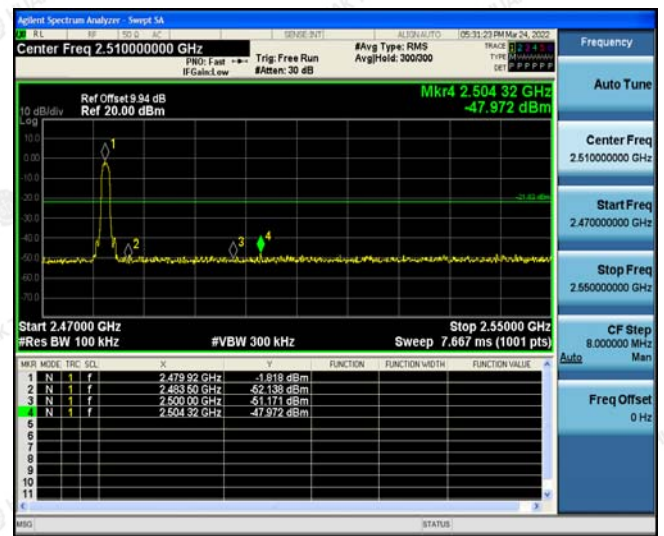 Agilent Spectrum Analyzer - Swept SA
RL RF 50 Ω AC SENSE:INT ALIGNAUTO 05:31:23 PM Mar 24, 2022
Center Freq 2.510000000 GHz
PNO: Fast Trig: Free Run #Avg Type: RMS TRACE 1 2 3 4 5 6
IFGain:Low #Atten: 30 dB Avg|Hold: 300/300 TYPE M
DET P P P P P P
Frequency
Auto Tune
Center Freq
2.510000000 GHz
Start Freq
2.470000000 GHz
Stop Freq
2.550000000 GHz
CF Step
8.000000 MHz
Auto Man
Freq Offset
0 Hz
Mkr4 2.504 32 GHz
-47.972 dBm
Ref Offset 9.94 dB
10 dB/div Ref 20.00 dBm
Log
10.0
0.00
-10.0
-20.0
-21.82 dBm
-30.0
-40.0
-50.0
-60.0
-70.0
1
2
3
4
Start 2.47000 GHz Stop 2.55000 GHz
#Res BW 100 kHz #VBW 300 kHz Sweep 7.667 ms (1001 pts)
MKR MODE TRC SCL X Y FUNCTION FUNCTION WIDTH FUNCTION VALUE
1 N 1 f 2.479 92 GHz -1.818 dBm
2 N 1 f 2.483 50 GHz -52.138 dBm
3 N 1 f 2.500 00 GHz -51.171 dBm
4 N 1 f 2.504 32 GHz -47.972 dBm
5
6
7
8
9
10
11
MSG STATUS